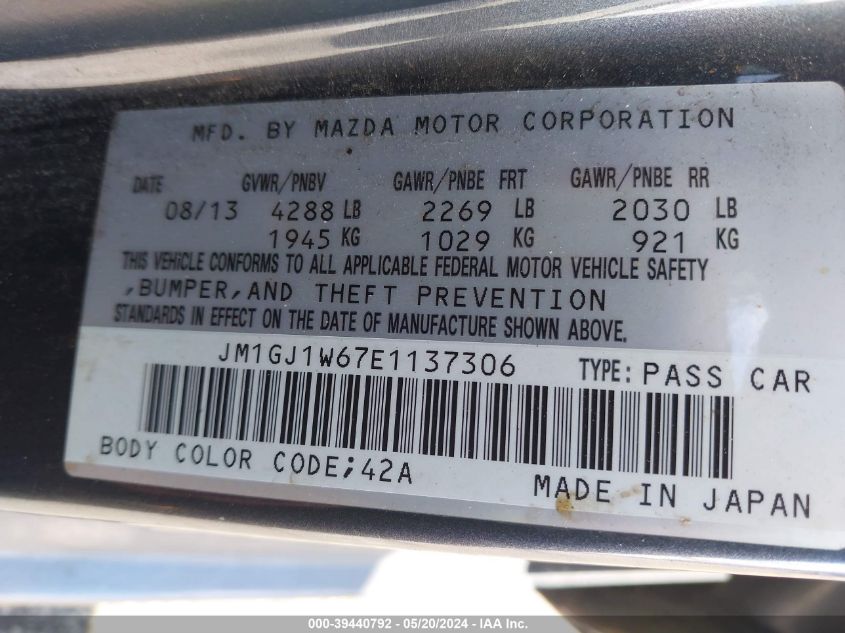 MFD. BY MAZDA MOTOR CORPORATION
DATE GVWR/PNBV GAWR/PNBE FRT GAWR/PNBE RR
08/13 4288 LB 2269 LB 2030 LB
1945 KG 1029 KG 921 KG
THIS VEHICLE CONFORMS TO ALL APPLICABLE FEDERAL MOTOR VEHICLE SAFETY
,BUMPER,AND THEFT PREVENTION
STANDARDS IN EFFECT ON THE DATE OF MANUFACTURE SHOWN ABOVE.
JM1GJ1W67E1137306 TYPE: PASS CAR
BODY COLOR CODE;42A
MADE IN JAPAN
000-39440792 - 05/20/2024 - IAA Inc.